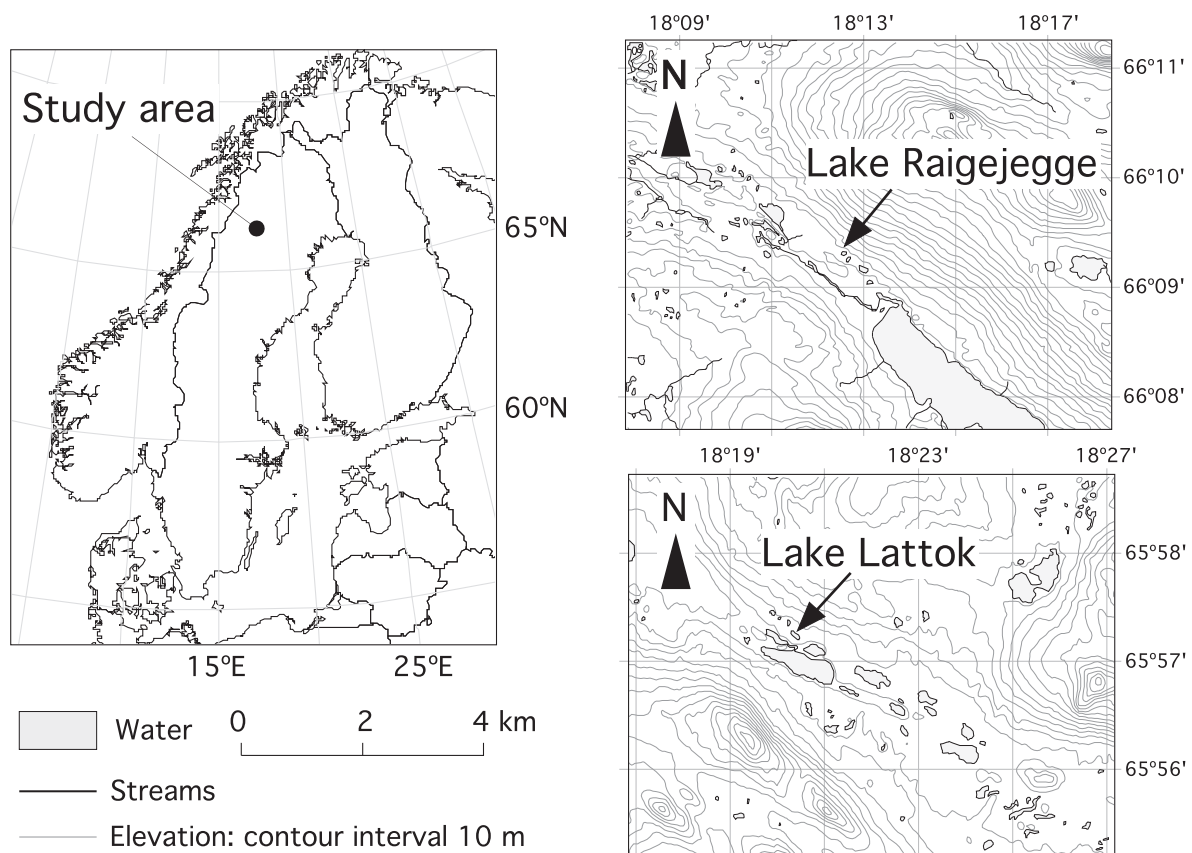 Study area
65ºN
60ºN
15ºE 25ºE
Water
0 2 4 km
Streams
Elevation: contour interval 10 m
18º09' 18º13' 18º17'
N
66º11'
Lake Raigejegge
66º10'
66º09'
66º08'
18º19' 18º23' 18º27'
N
Lake Lattok
65º58'
65º57'
65º56'